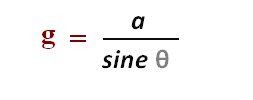 g = a / sine θ